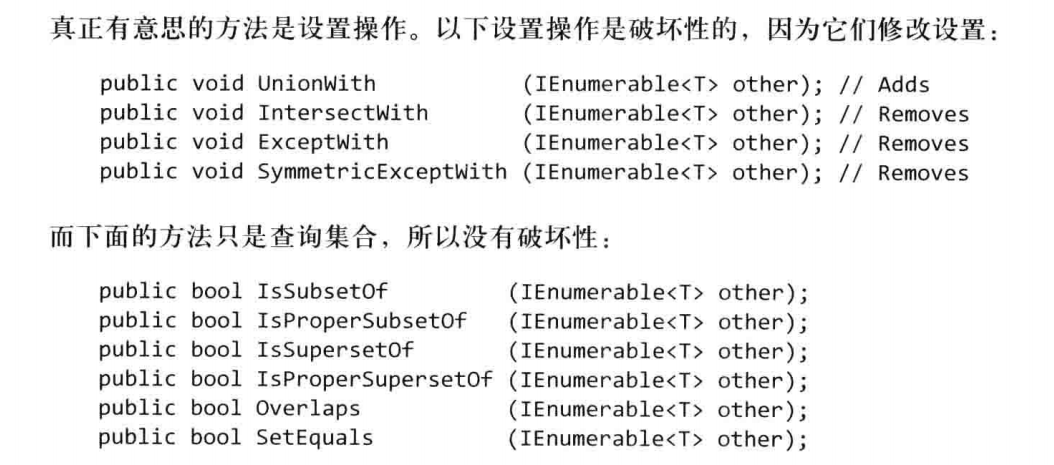 真正有意思的方法是设置操作。以下设置操作是破坏性的，因为它们修改设置：
public void UnionWith (IEnumerable<T> other); // Adds
public void IntersectWith (IEnumerable<T> other); // Removes
public void ExceptWith (IEnumerable<T> other); // Removes
public void SymmetricExceptWith (IEnumerable<T> other); // Removes
而下面的方法只是查询集合，所以没有破坏性：
public bool IsSubsetOf (IEnumerable<T> other);
public bool IsProperSubsetOf (IEnumerable<T> other);
public bool IsSupersetOf (IEnumerable<T> other);
public bool IsProperSupersetOf (IEnumerable<T> other);
public bool Overlaps (IEnumerable<T> other);
public bool SetEquals (IEnumerable<T> other);